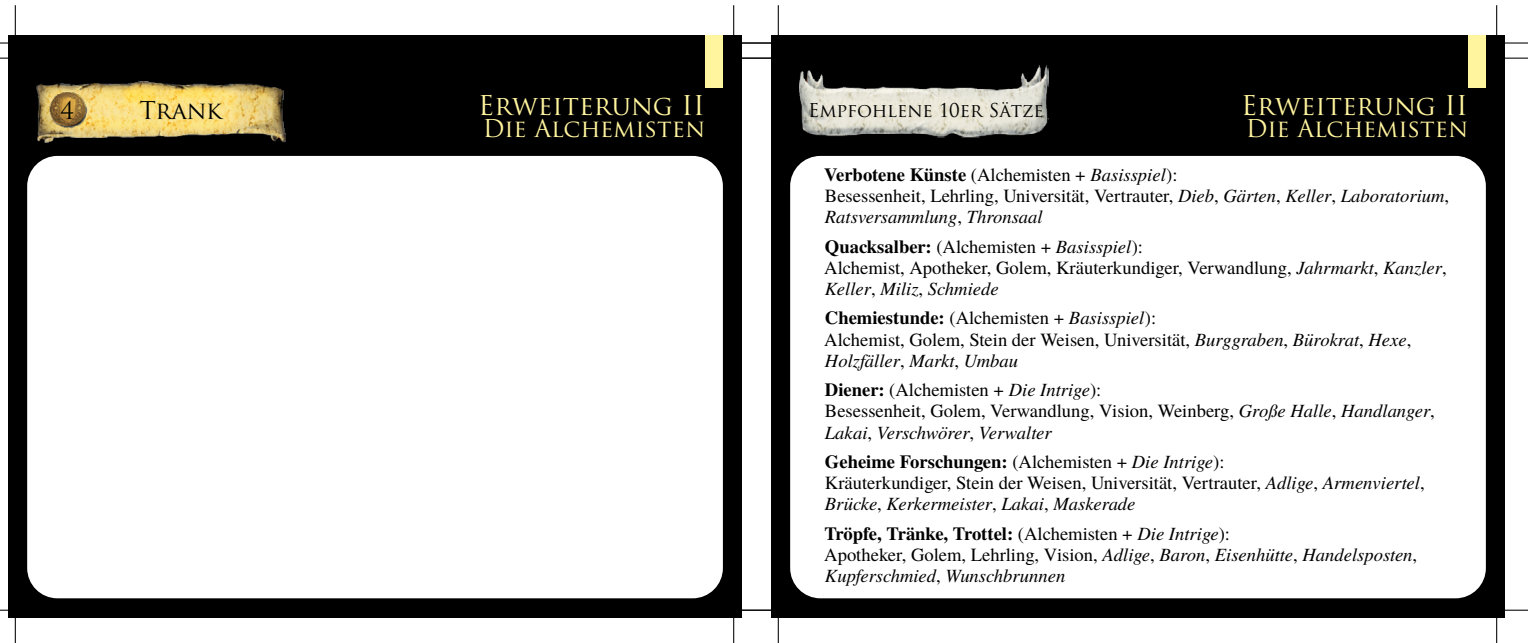 4 Trank
Erweiterung II
Die Alchemisten
Empfohlene 10er Sätze
Erweiterung II
Die Alchemisten
Verbotene Künste (Alchemisten + Basisspiel):
Besessenheit, Lehrling, Universität, Vertrauter, Dieb, Gärten, Keller, Laboratorium,
Ratsversammlung, Thronsaal
Quacksalber: (Alchemisten + Basisspiel):
Alchemist, Apotheker, Golem, Kräuterkundiger, Verwandlung, Jahrmarkt, Kanzler,
Keller, Miliz, Schmiede
Chemiestunde: (Alchemisten + Basisspiel):
Alchemist, Golem, Stein der Weisen, Universität, Burggraben, Bürokrat, Hexe,
Holzfäller, Markt, Umbau
Diener: (Alchemisten + Die Intrige):
Besessenheit, Golem, Verwandlung, Vision, Weinberg, Große Halle, Handlanger,
Lakai, Verschwörer, Verwalter
Geheime Forschungen: (Alchemisten + Die Intrige):
Kräuterkundiger, Stein der Weisen, Universität, Vertrauter, Adlige, Armenviertel,
Brücke, Kerkermeister, Lakai, Maskerade
Tröpfe, Tränke, Trottel: (Alchemisten + Die Intrige):
Apotheker, Golem, Lehrling, Vision, Adlige, Baron, Eisenhütte, Handelsposten,
Kupferschmied, Wunschbrunnen